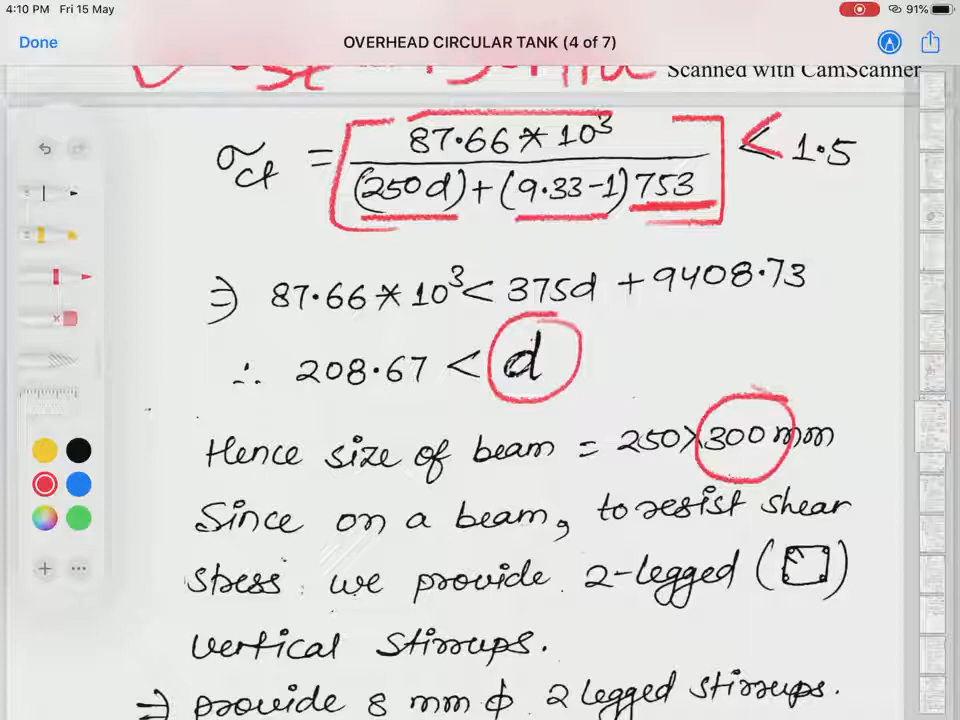 4:10 PM Fri 15 May 91%
Done OVERHEAD CIRCULAR TANK (4 of 7)
Scanned with CamScanner
σct = 87.66 * 10³ / (250d) + (9.33-1) 753 < 1.5
⇒ 87.66 * 10³ < 375d + 9408.73
∴ 208.67 < d
Hence size of beam = 250 × 300 mm
Since on a beam, to resist shear
stress we provide 2-legged ( )
vertical stirrups.
⇒ provide 8 mm ϕ 2 legged stirrups.